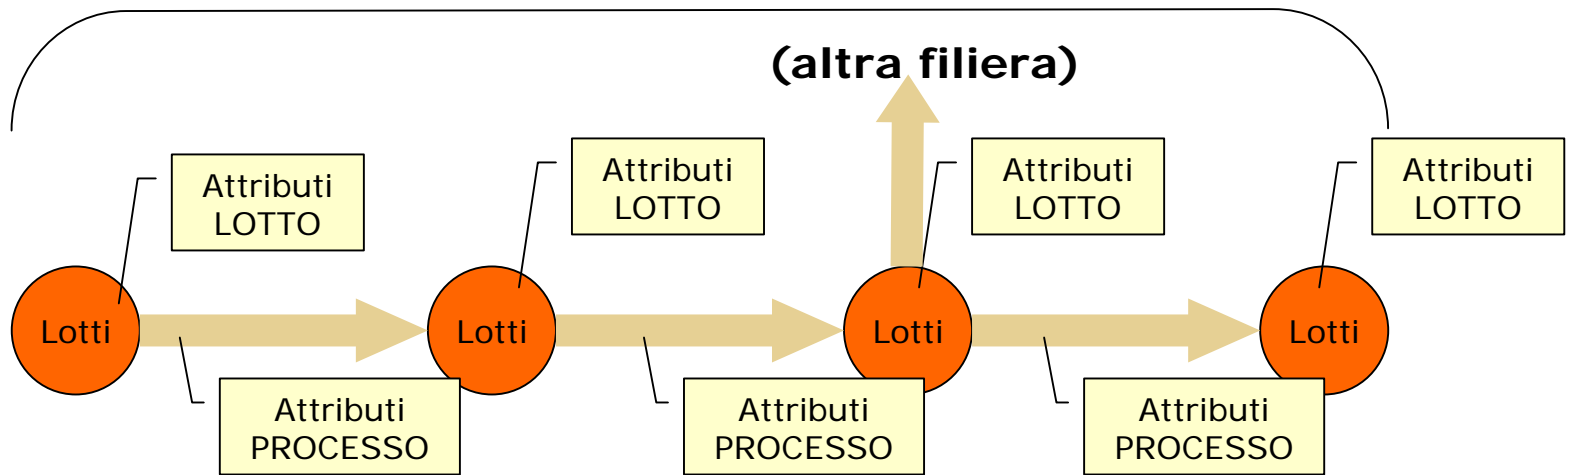 (altra filiera)
Attributi
LOTTO
Attributi
LOTTO
Attributi
LOTTO
Attributi
LOTTO
Lotti
Lotti
Lotti
Lotti
Attributi
PROCESSO
Attributi
PROCESSO
Attributi
PROCESSO